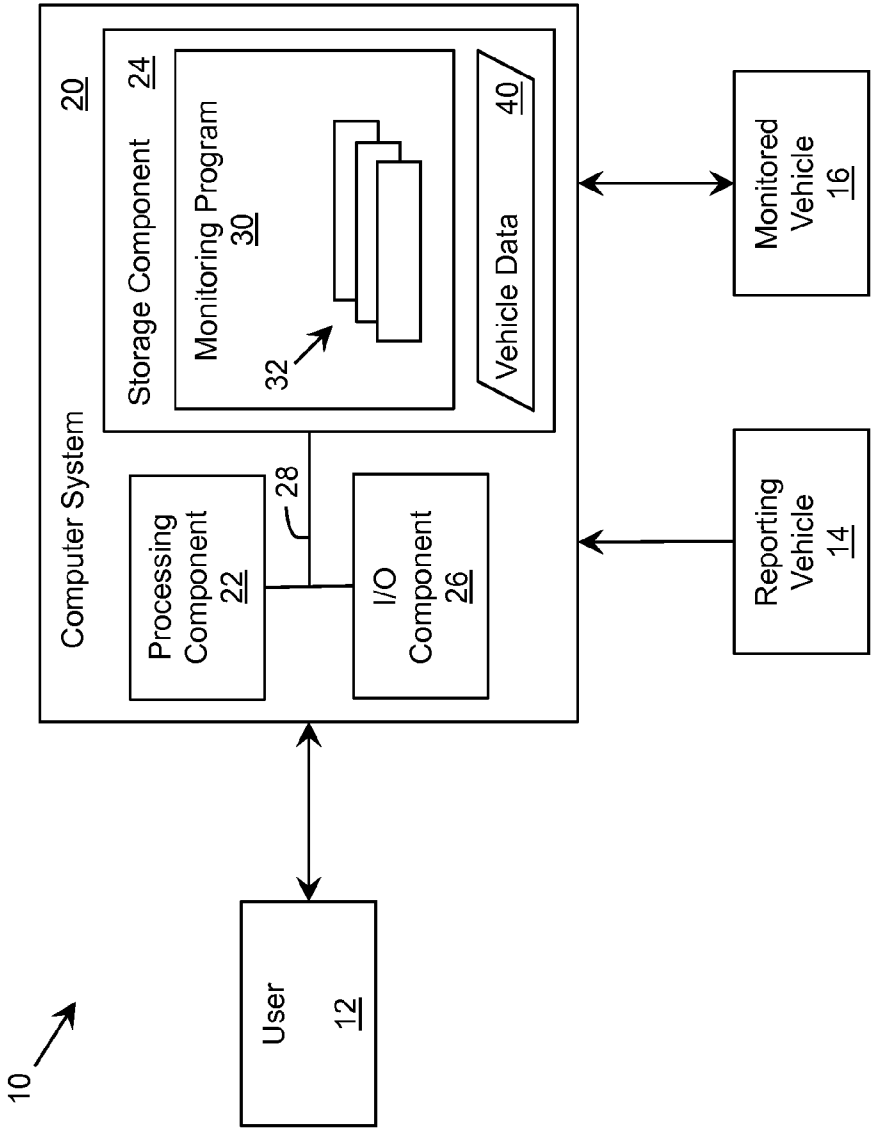 10
User
12
Computer System
20
Processing
Component
22
28
I/O
Component
26
Storage Component
24
Monitoring Program
30
32
Vehicle Data
40
Reporting
Vehicle
14
Monitored
Vehicle
16